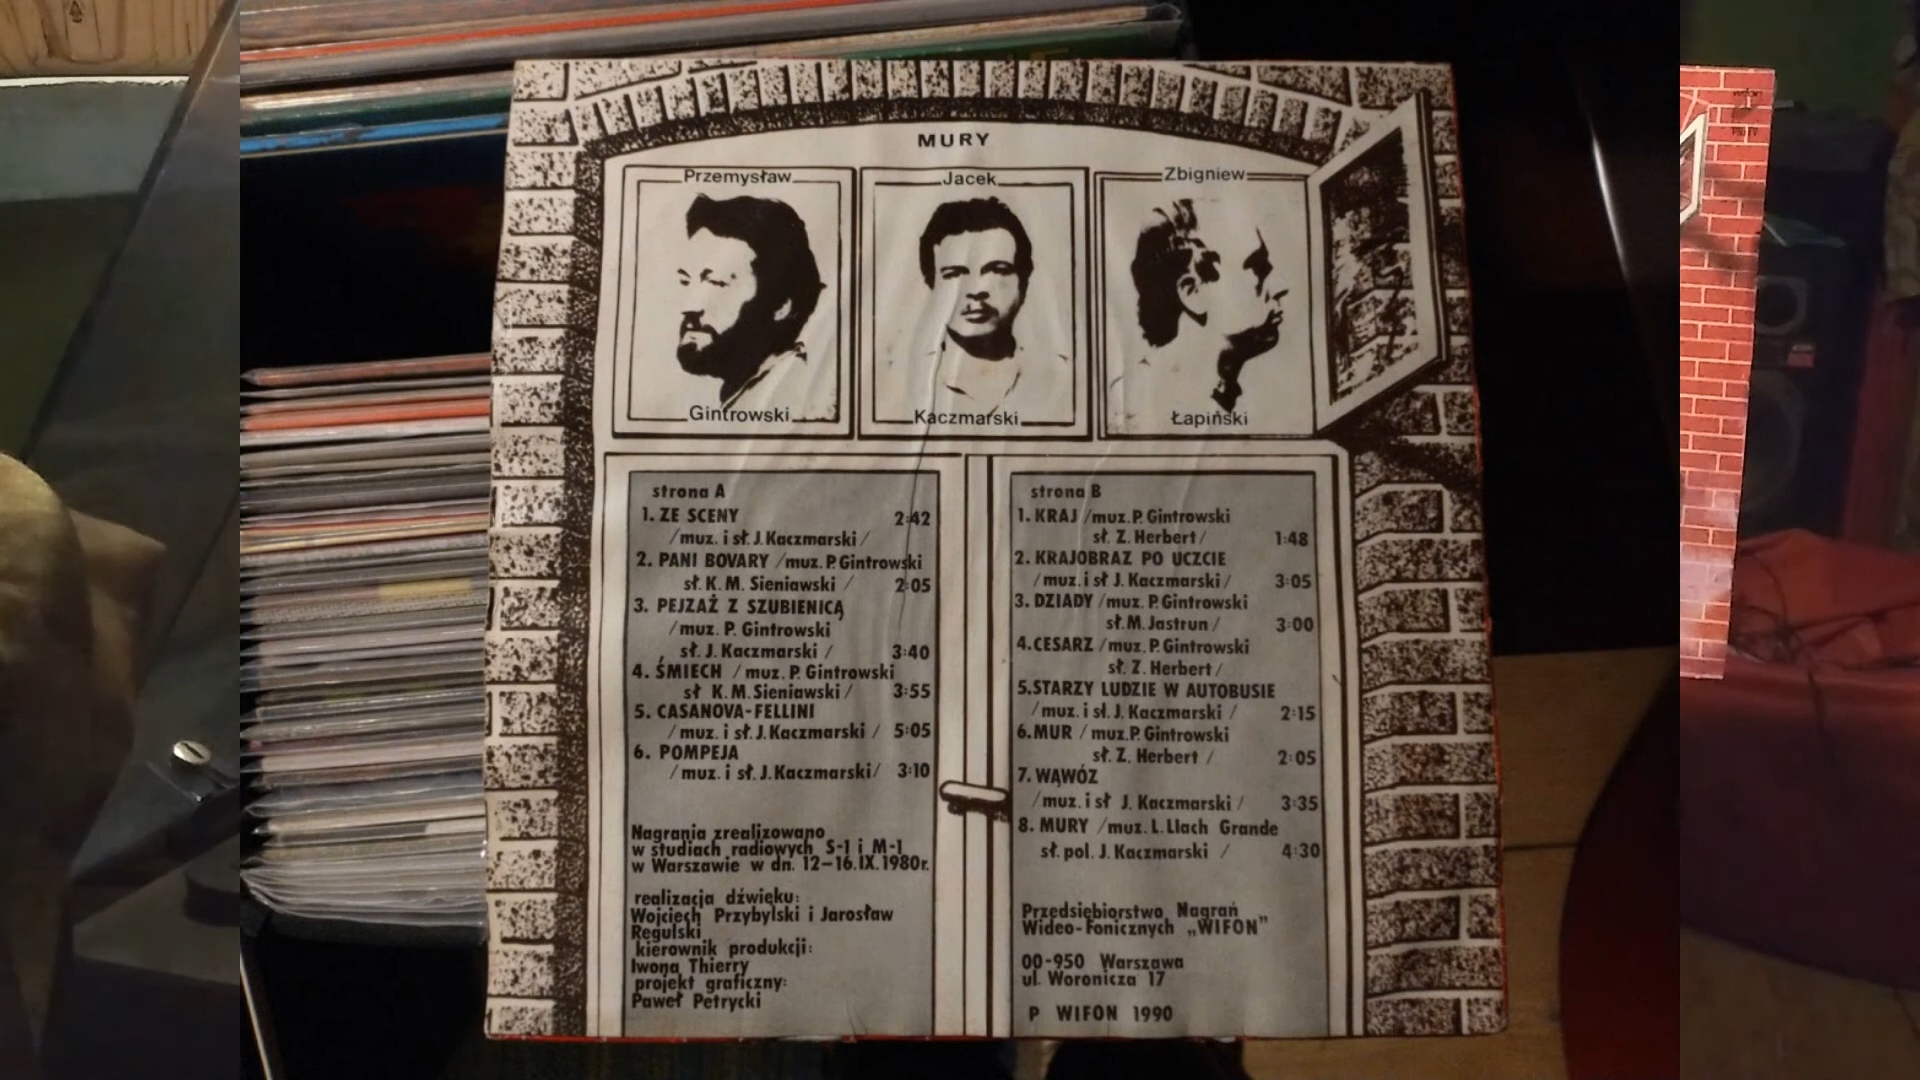 MURY
Przemysław
Gintrowski
Jacek
Kaczmarski
Zbigniew
Łapiński
strona A
1. ZE SCENY 2:42
/muz. i sł. J. Kaczmarski /
2. PANI BOVARY /muz. P. Gintrowski
sł. K. M. Sieniawski / 2:05
3. PEJZAŻ Z SZUBIENICĄ
/muz. P. Gintrowski
sł. J. Kaczmarski / 3:40
4. ŚMIECH /muz. P. Gintrowski
sł K. M. Sieniawski / 3:55
5. CASANOVA-FELLINI
/muz. i sł. J. Kaczmarski / 5:05
6. POMPEJA
/muz. i sł. J. Kaczmarski/ 3:10
Nagrania zrealizowano
w studiach radiowych S-1 i M-1
w Warszawie w dn. 12–16.IX.1980r.
realizacja dźwięku:
Wojciech Przybylski i Jarosław
Regulski
kierownik produkcji:
Iwona Thierry
projekt graficzny:
Paweł Petrycki
strona B
1. KRAJ /muz. P. Gintrowski
sł. Z. Herbert / 1:48
2. KRAJOBRAZ PO UCZCIE
/muz. i sł J. Kaczmarski / 3:05
3. DZIADY /muz. P. Gintrowski
sł. M. Jastrun / 3:00
4. CESARZ /muz. P. Gintrowski
sł. Z. Herbert /
5. STARZY LUDZIE W AUTOBUSIE
/muz. i sł. J. Kaczmarski / 2:15
6. MUR /muz. P. Gintrowski
sł. Z. Herbert / 2:05
7. WĄWÓZ
/muz. i sł J. Kaczmarski / 3:35
8. MURY /muz. L. Llach Grande
sł. pol. J. Kaczmarski / 4:30
Przedsiębiorstwo Nagrań
Wideo-Fonicznych „WIFON"
00-950 Warszawa
ul. Woronicza 17
P WIFON 1990